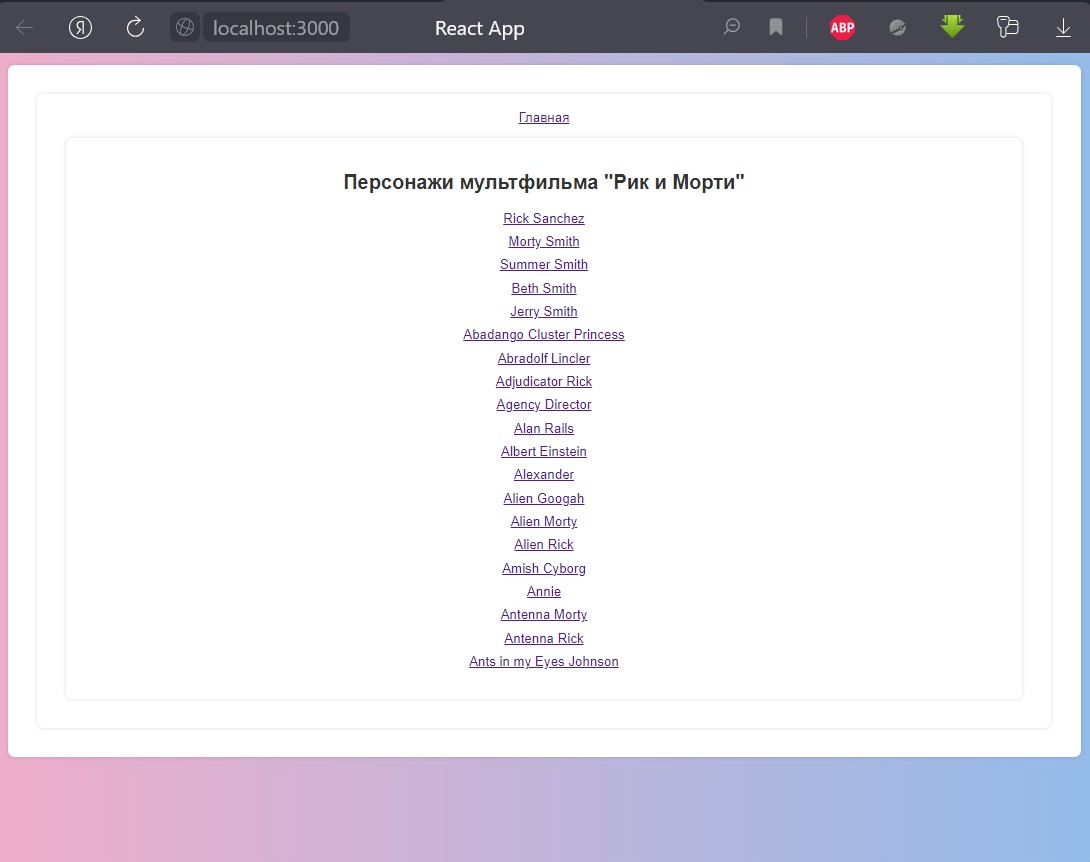 Я
localhost:3000
React App
ABP
Главная
Персонажи мультфильма "Рик и Морти"
Rick Sanchez
Morty Smith
Summer Smith
Beth Smith
Jerry Smith
Abadango Cluster Princess
Abradolf Lincler
Adjudicator Rick
Agency Director
Alan Rails
Albert Einstein
Alexander
Alien Googah
Alien Morty
Alien Rick
Amish Cyborg
Annie
Antenna Morty
Antenna Rick
Ants in my Eyes Johnson